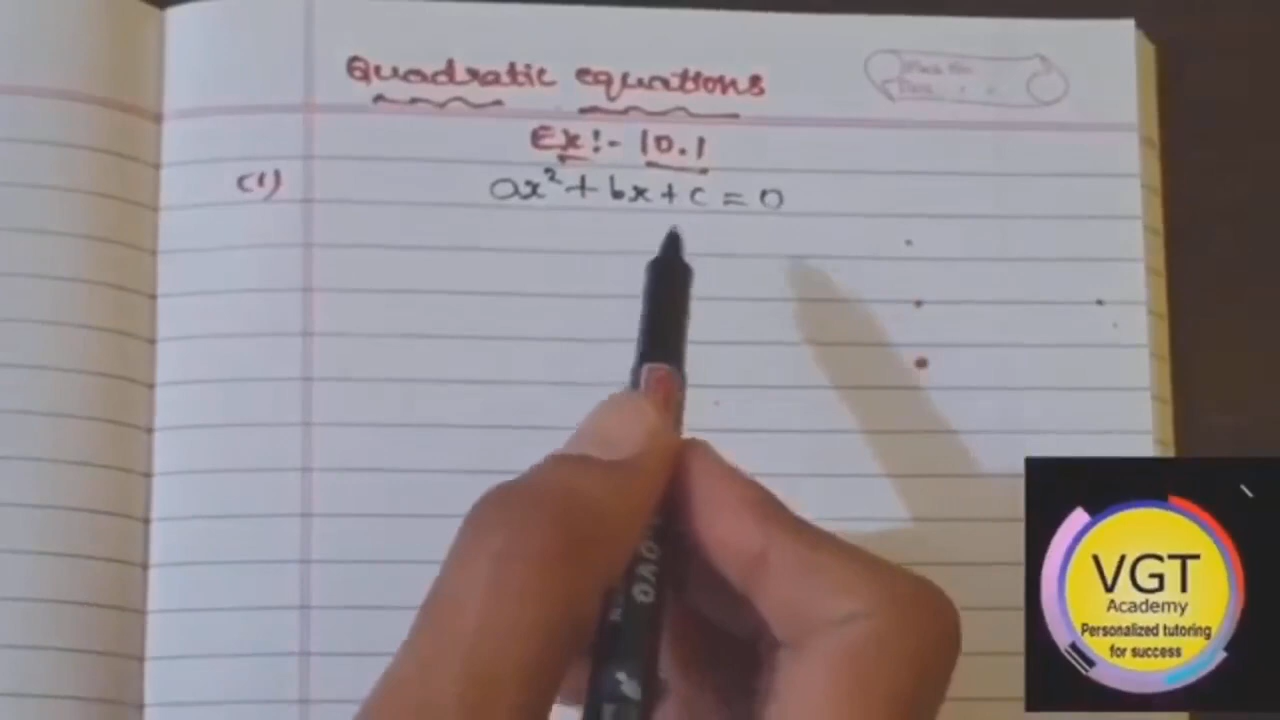 Quadratic equations
Ex:- 10.1
(1) ax² + bx + c = 0
VGT
Academy
Personalized tutoring
for success